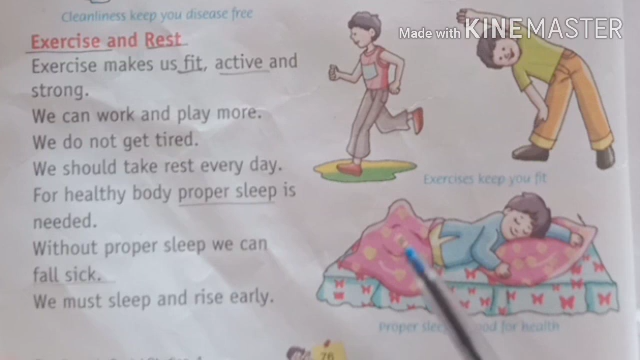 Cleanliness keep you disease free
Made with KINEMASTER
Exercise and Rest
Exercise makes us fit, active and
strong.
We can work and play more.
We do not get tired.
We should take rest every day.
For healthy body proper sleep is
needed.
Without proper sleep we can
fall sick.
We must sleep and rise early.
Exercises keep you fit
Proper for health
76